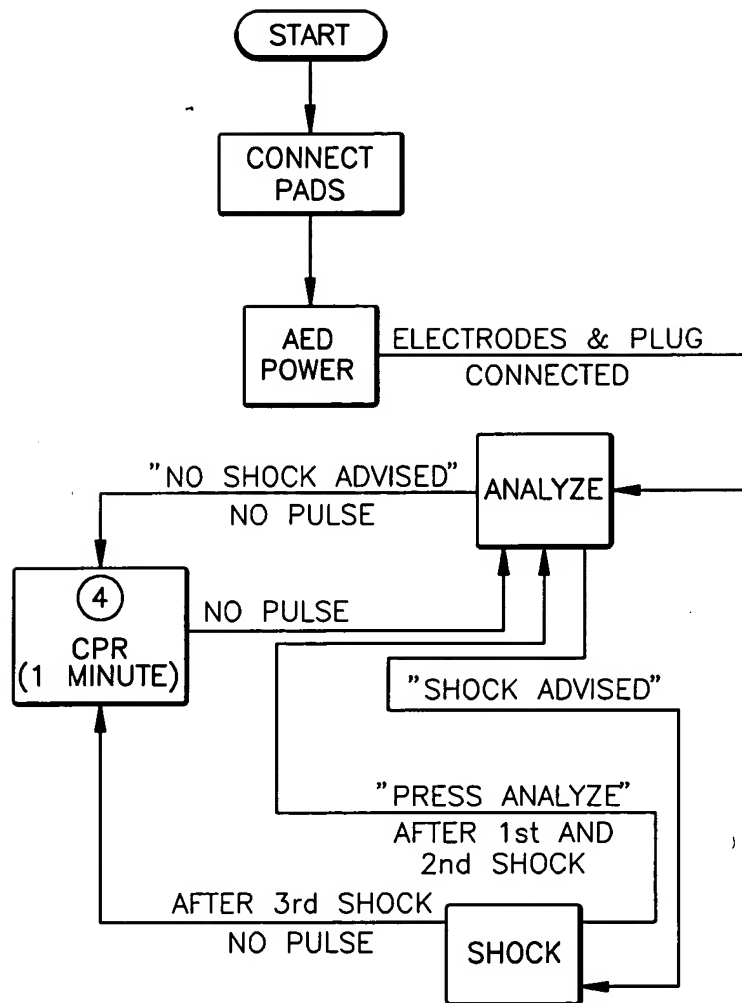 START
CONNECT
PADS
AED
POWER
ELECTRODES & PLUG
CONNECTED
"NO SHOCK ADVISED"
NO PULSE
ANALYZE
4
CPR
(1 MINUTE)
NO PULSE
"SHOCK ADVISED"
"PRESS ANALYZE"
AFTER 1st AND
2nd SHOCK
AFTER 3rd SHOCK
NO PULSE
SHOCK